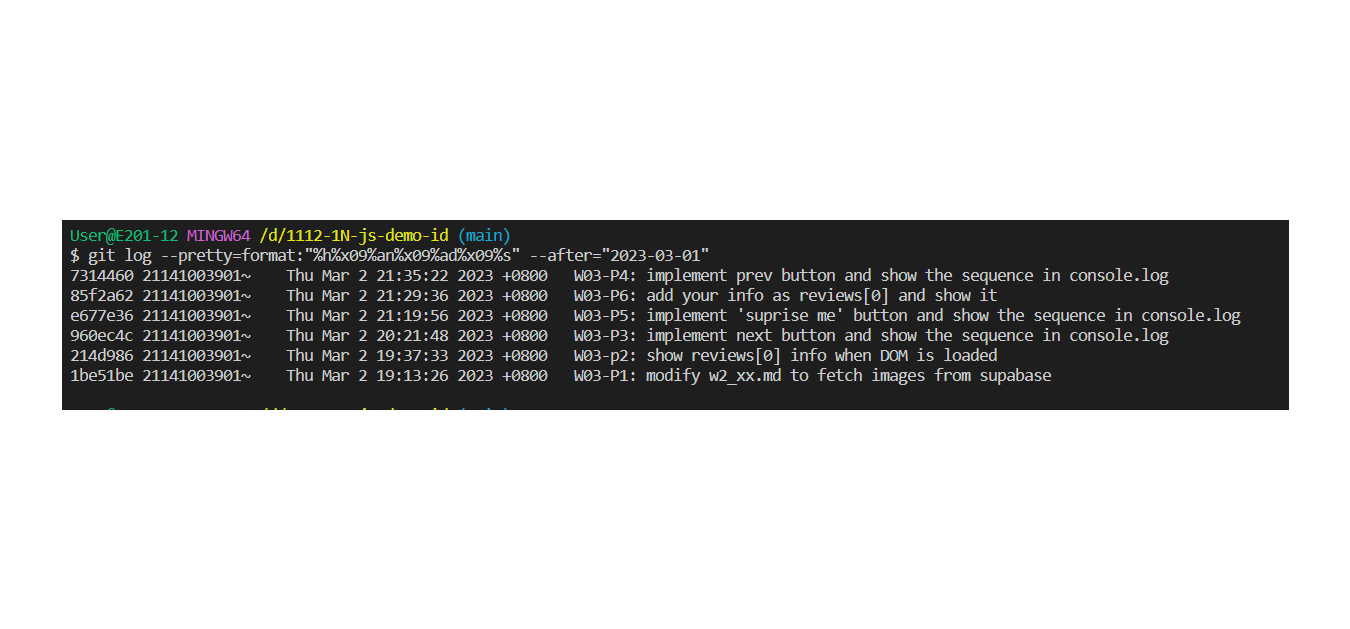 User@E201-12 MINGW64 /d/1112-1N-js-demo-id (main)
$ git log --pretty=format:"%h%x09%an%x09%ad%x09%s" --after="2023-03-01"
7314460 21141003901~    Thu Mar 2 21:35:22 2023 +0800   W03-P4: implement prev button and show the sequence in console.log
85f2a62 21141003901~    Thu Mar 2 21:29:36 2023 +0800   W03-P6: add your info as reviews[0] and show it
e677e36 21141003901~    Thu Mar 2 21:19:56 2023 +0800   W03-P5: implement 'suprise me' button and show the sequence in console.log
960ec4c 21141003901~    Thu Mar 2 20:21:48 2023 +0800   W03-P3: implement next button and show the sequence in console.log
214d986 21141003901~    Thu Mar 2 19:37:33 2023 +0800   W03-p2: show reviews[0] info when DOM is loaded
1be51be 21141003901~    Thu Mar 2 19:13:26 2023 +0800   W03-P1: modify w2_xx.md to fetch images from supabase